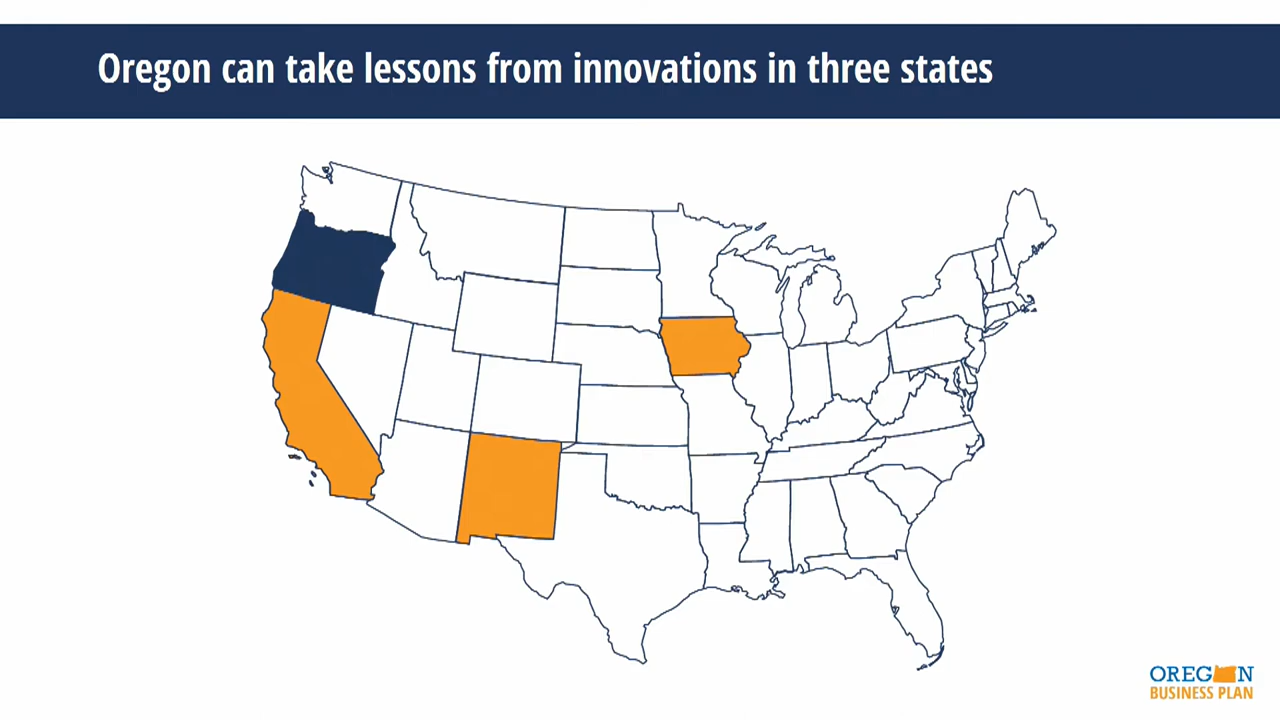 Oregon can take lessons from innovations in three states
OREGON
BUSINESS PLAN